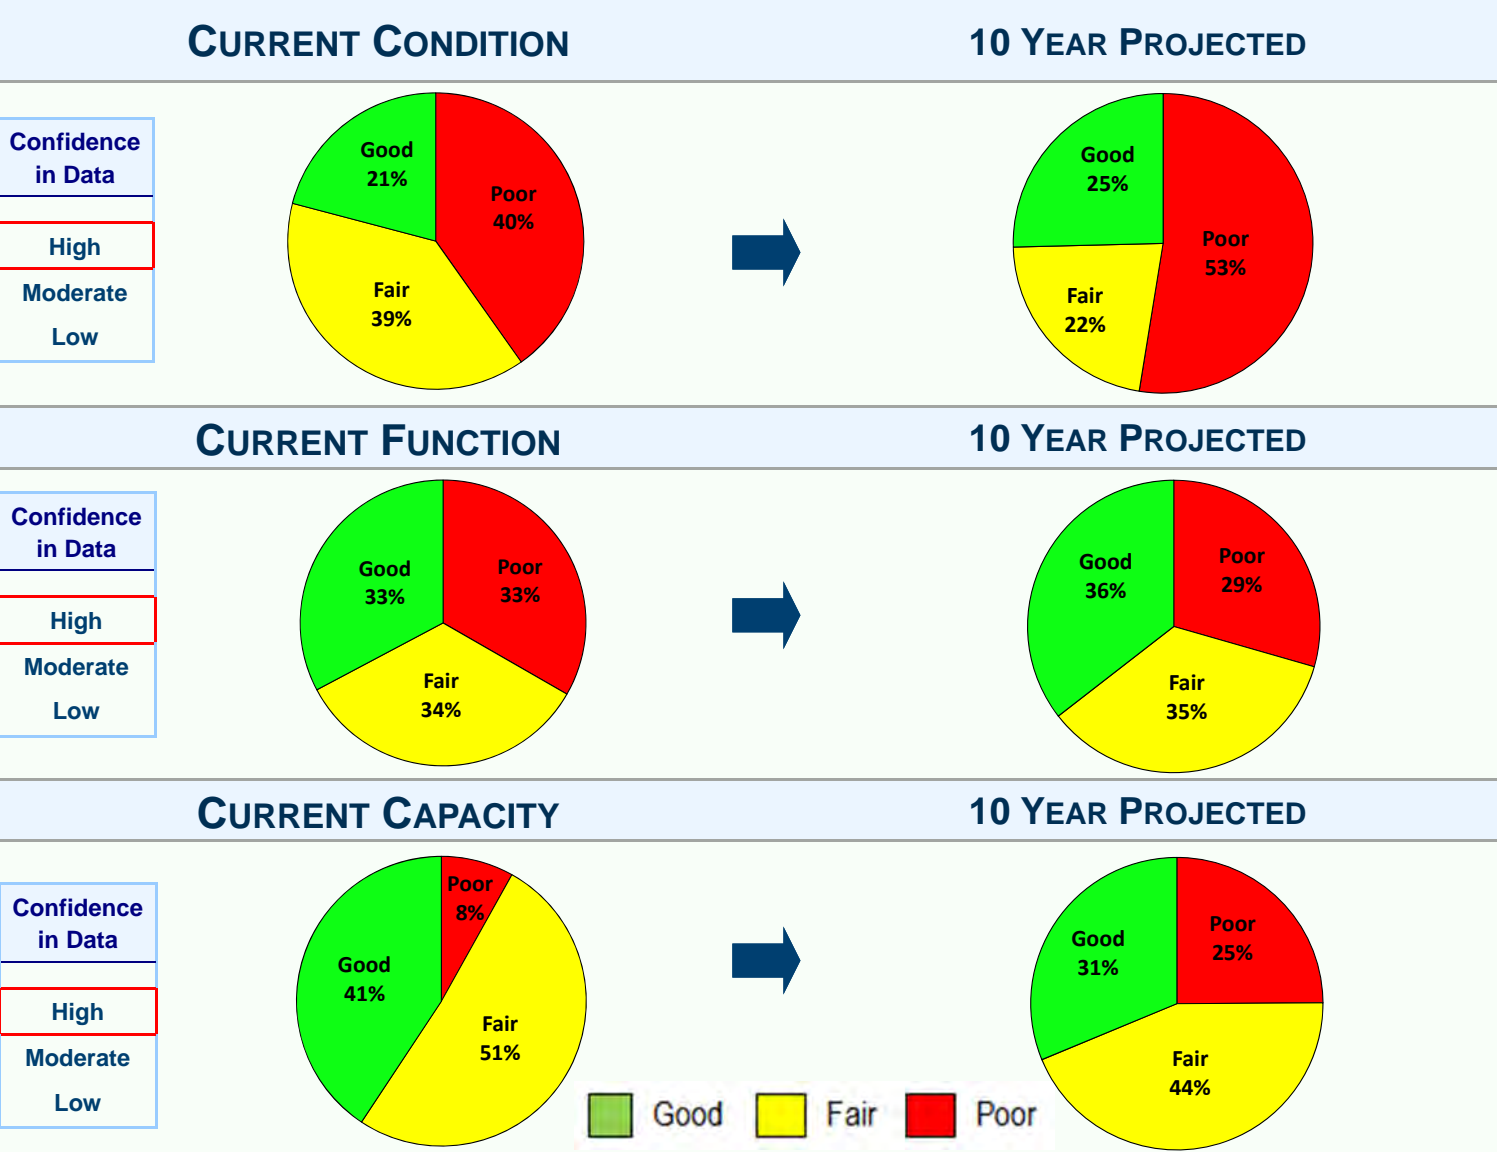 CURRENT CONDITION
10 YEAR PROJECTED
Confidence
in Data
High
Moderate
Low
Good
21%
Poor
40%
Fair
39%
Good
25%
Poor
53%
Fair
22%
CURRENT FUNCTION
10 YEAR PROJECTED
Confidence
in Data
High
Moderate
Low
Good
33%
Poor
33%
Fair
34%
Good
36%
Poor
29%
Fair
35%
CURRENT CAPACITY
10 YEAR PROJECTED
Confidence
in Data
High
Moderate
Low
Poor
8%
Good
41%
Fair
51%
Good
31%
Poor
25%
Fair
44%
Good
Fair
Poor